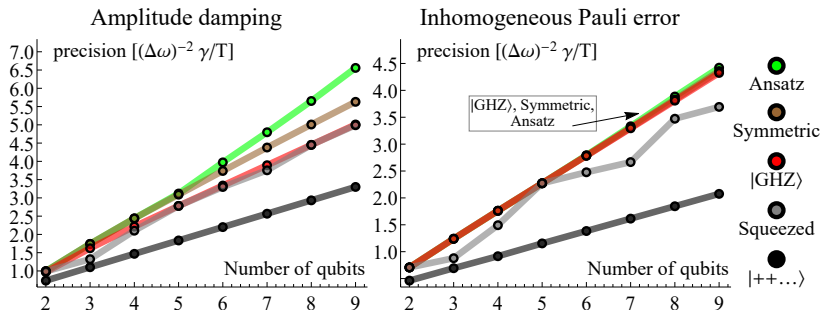 Amplitude damping
precision [(Δω)⁻² γ/T]
7.0
6.5
6.0
5.5
5.0
4.5
4.0
3.5
3.0
2.5
2.0
1.5
1.0
Number of qubits
2 3 4 5 6 7 8 9
Inhomogeneous Pauli error
precision [(Δω)⁻² γ/T]
4.5
4.0
3.5
3.0
2.5
2.0
1.5
1.0
|GHZ⟩, Symmetric,
Ansatz
Number of qubits
2 3 4 5 6 7 8 9
Ansatz
Symmetric
|GHZ⟩
Squeezed
|++…⟩